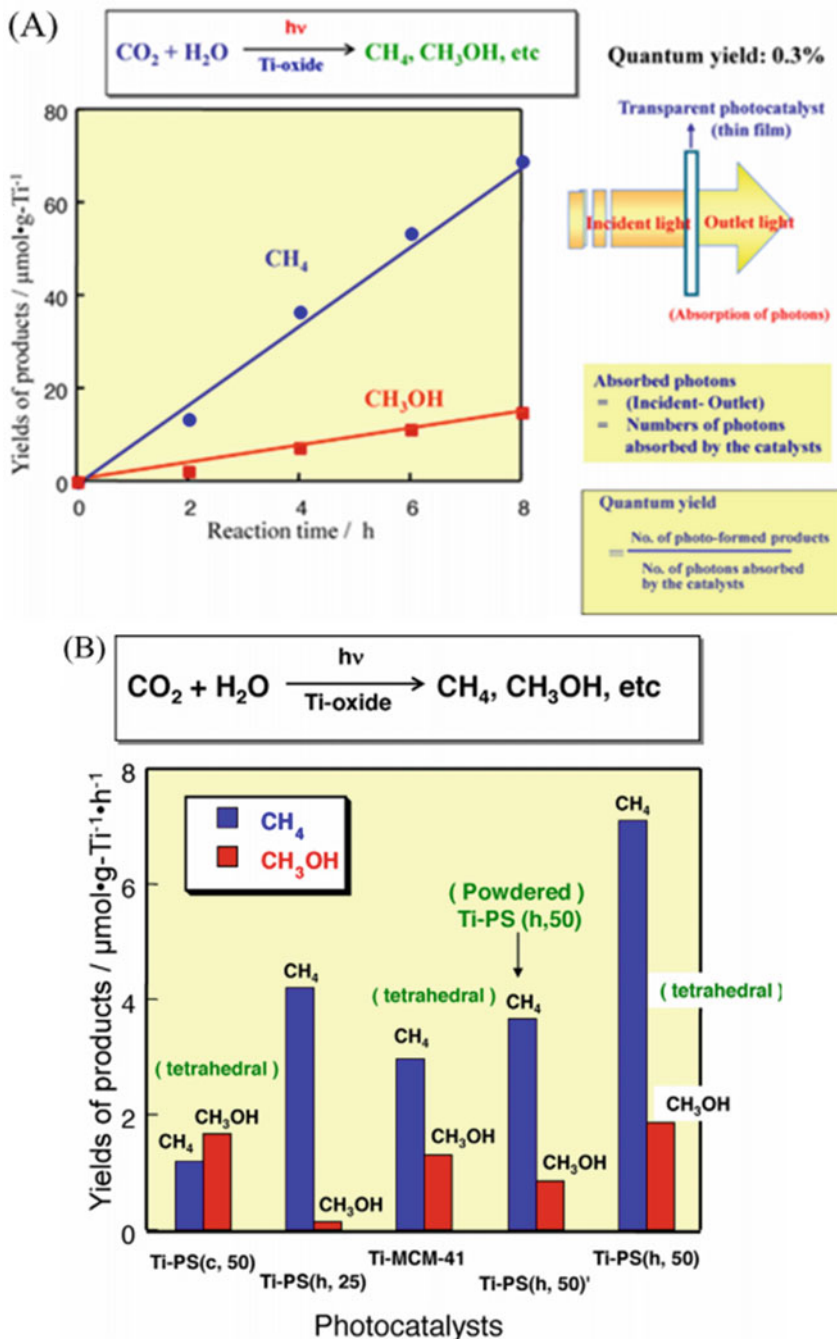 (A)
hν
CO₂ + H₂O → CH₄, CH₃OH, etc
Ti-oxide
Quantum yield: 0.3%
Transparent photocatalyst
(thin film)
Incident light
Outlet light
(Absorption of photons)
Absorbed photons
= (Incident- Outlet)
= Numbers of photons
absorbed by the catalysts
Quantum yield
= No. of photo-formed products
No. of photons absorbed
by the catalysts
Yields of products / μmol•g-Ti⁻¹
80
60
40
20
0
CH₄
CH₃OH
0
2
4
6
8
Reaction time / h
(B)
hν
CO₂ + H₂O → CH₄, CH₃OH, etc
Ti-oxide
Yields of products / μmol•g-Ti⁻¹•h⁻¹
8
6
4
2
0
CH₄
CH₃OH
( tetrahedral )
CH₄
CH₃OH
CH₄
CH₃OH
( tetrahedral )
CH₄
CH₃OH
( Powdered )
Ti-PS (h,50)
CH₄
CH₃OH
CH₄
( tetrahedral )
CH₃OH
Ti-PS(c, 50)
Ti-PS(h, 25)
Ti-MCM-41
Ti-PS(h, 50)'
Ti-PS(h, 50)
Photocatalysts